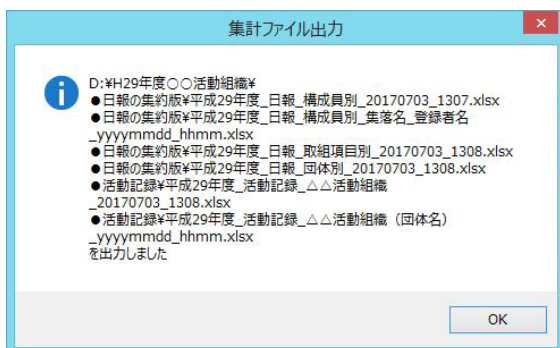 集計ファイル出力
D:¥H29年度〇〇活動組織¥
●日報の集約版¥平成29年度_日報_構成員別_20170703_1307.xlsx
●日報の集約版¥平成29年度_日報_構成員別_集落名_登録者名
_yyyymmdd_hhmm.xlsx
●日報の集約版¥平成29年度_日報_取組項目別_20170703_1308.xlsx
●日報の集約版¥平成29年度_日報_団体別_20170703_1308.xlsx
●活動記録¥平成29年度_活動記録_△△活動組織
_20170703_1308.xlsx
●活動記録¥平成29年度_活動記録_△△活動組織（団体名）
_yyyymmdd_hhmm.xlsx
を出力しました
OK